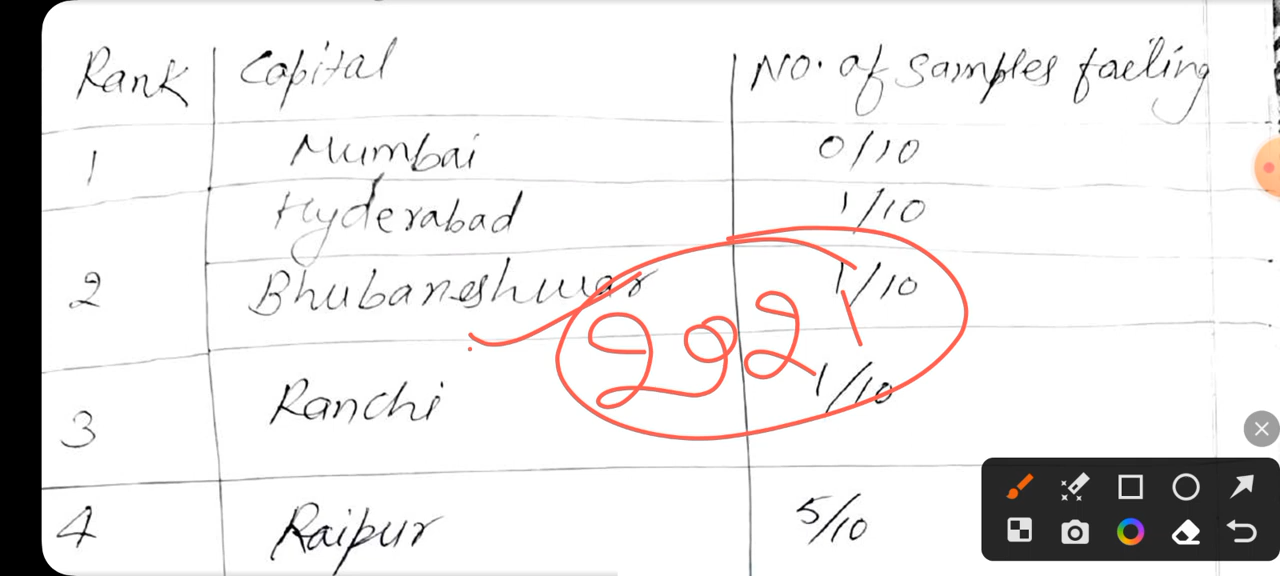 Rank Capital No. of samples faeling
1 Mumbai 0/10
Hyderabad 1/10
2 Bhubaneshwar 1/10
2021
3 Ranchi 1/10
4 Raipur 5/10